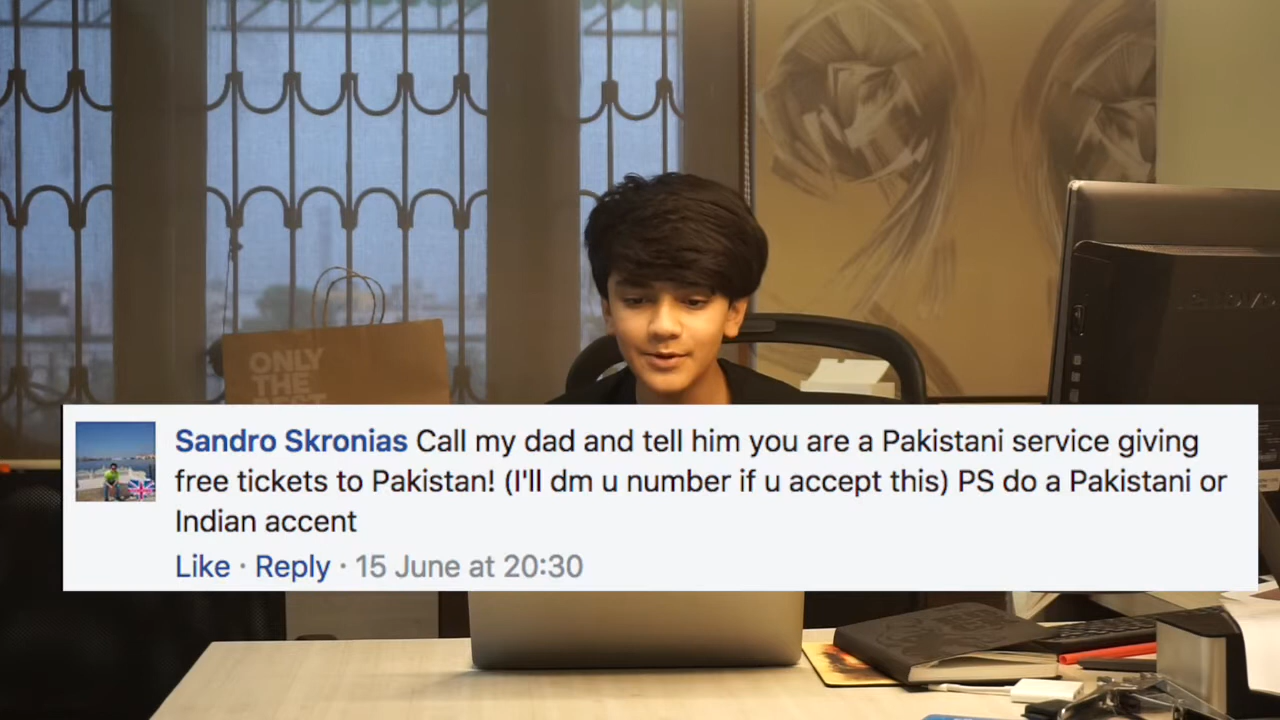 ONLY
THE
BEST
LENOVO
Sandro Skronias Call my dad and tell him you are a Pakistani service giving
free tickets to Pakistan! (I'll dm u number if u accept this) PS do a Pakistani or
Indian accent
Like · Reply · 15 June at 20:30